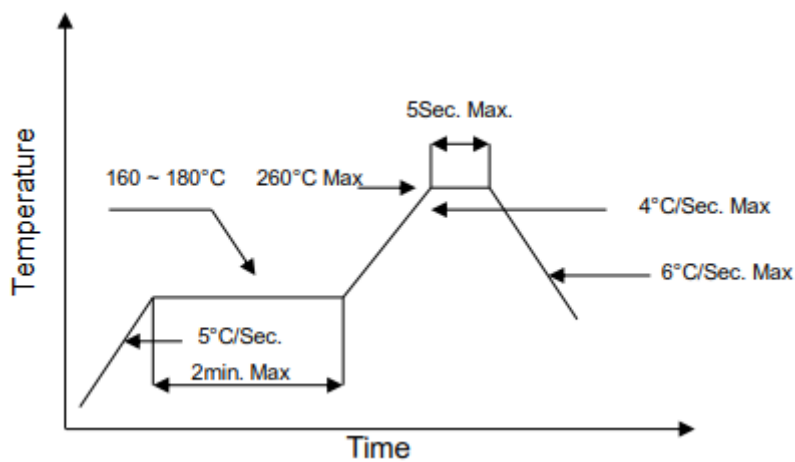 5Sec. Max.
160 ~ 180°C
260°C Max
4°C/Sec. Max
6°C/Sec. Max
5°C/Sec.
2min. Max
Temperature
Time